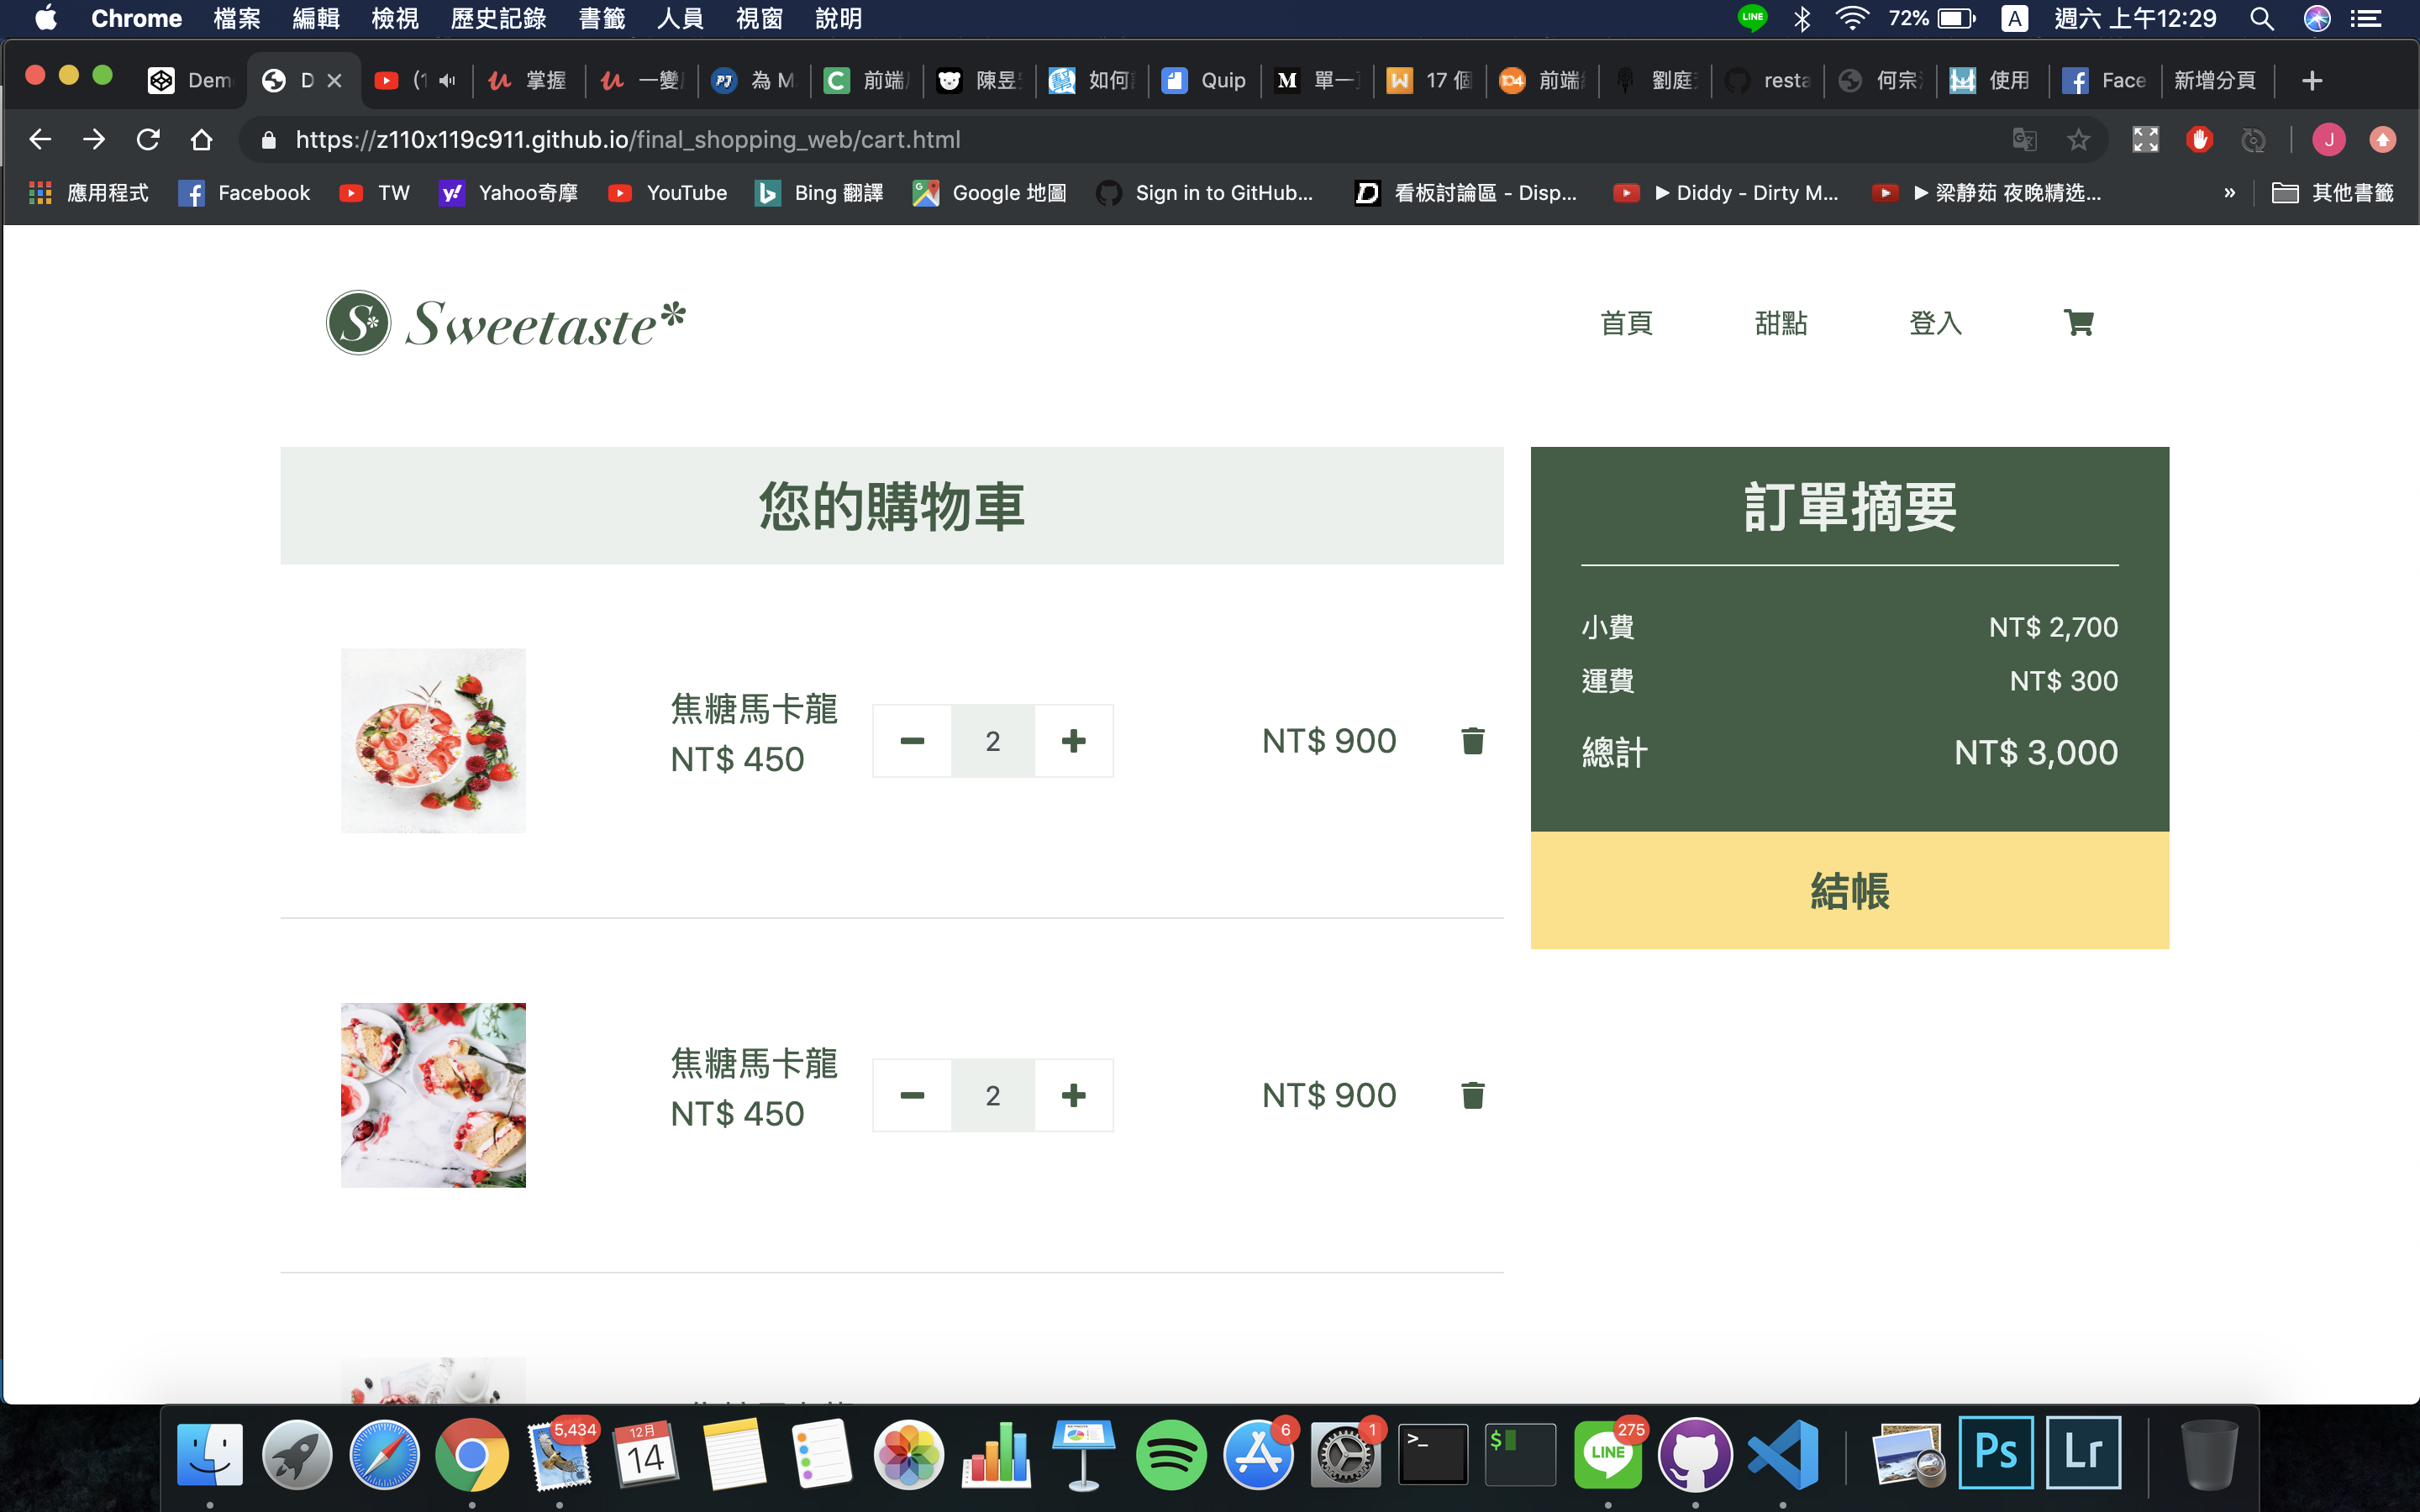 Chrome 檔案 編輯 檢視 歷史記錄 書籤 人員 視窗 說明 LINE 72% A 週六 上午12:29
Dem D (1 掌握 一變 為 M 前端 陳昱 如何 Quip M 單一 17 個 104 前端 劉庭 resta 何宗 使用 Face 新增分頁
https://z110x119c911.github.io/final_shopping_web/cart.html J
應用程式 Facebook TW Yahoo奇摩 YouTube Bing 翻譯 Google 地圖 Sign in to GitHub... 看板討論區 - Disp... ▶ Diddy - Dirty M... ▶ 梁静茹 夜晚精选... » 其他書籤
S* Sweetaste* 首頁 甜點 登入
您的購物車
焦糖馬卡龍
NT$ 450
2
NT$ 900
焦糖馬卡龍
NT$ 450
2
NT$ 900
訂單摘要
小費 NT$ 2,700
運費 NT$ 300
總計 NT$ 3,000
結帳
5,434 12月 14 6 1 >_ $ LINE 275 Ps Lr